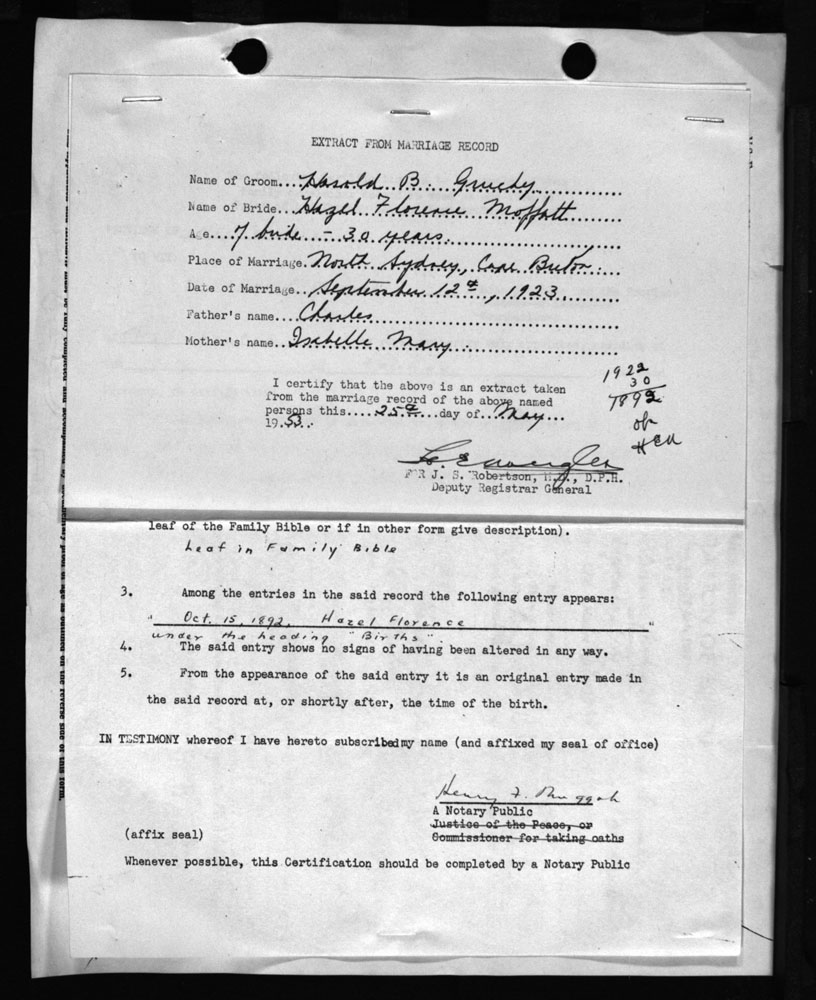 EXTRACT FROM MARRIAGE RECORD
Name of Groom....Harold B. Gruchy
Name of Bride...Hazel Florence Moffatt
Age....of bride - 30 years.
Place of Marriage.North Sydney, Cape Breton.
Date of Marriage..September 12th, 1923
Father's name....Charles
Mother's name...Isabelle Mary
I certify that the above is an extract taken
from the marriage record of the above named
persons this....25th....day of...May...
19.53..
1922
30
1892
ok
FOR J. S. Robertson, M.D., D.P.H.
Deputy Registrar General
leaf of the Family Bible or if in other form give description).
Leaf in Family Bible
3. Among the entries in the said record the following entry appears:
" Oct. 15, 1892. Hazel Florence "
under the heading "Births".
4. The said entry shows no signs of having been altered in any way.
5. From the appearance of the said entry it is an original entry made in
the said record at, or shortly after, the time of the birth.
IN TESTIMONY whereof I have hereto subscribed my name (and affixed my seal of office)
Henry F. Muggah
A Notary Public
Justice of the Peace, or
(affix seal) Commissioner for taking oaths
Whenever possible, this Certification should be completed by a Notary Public